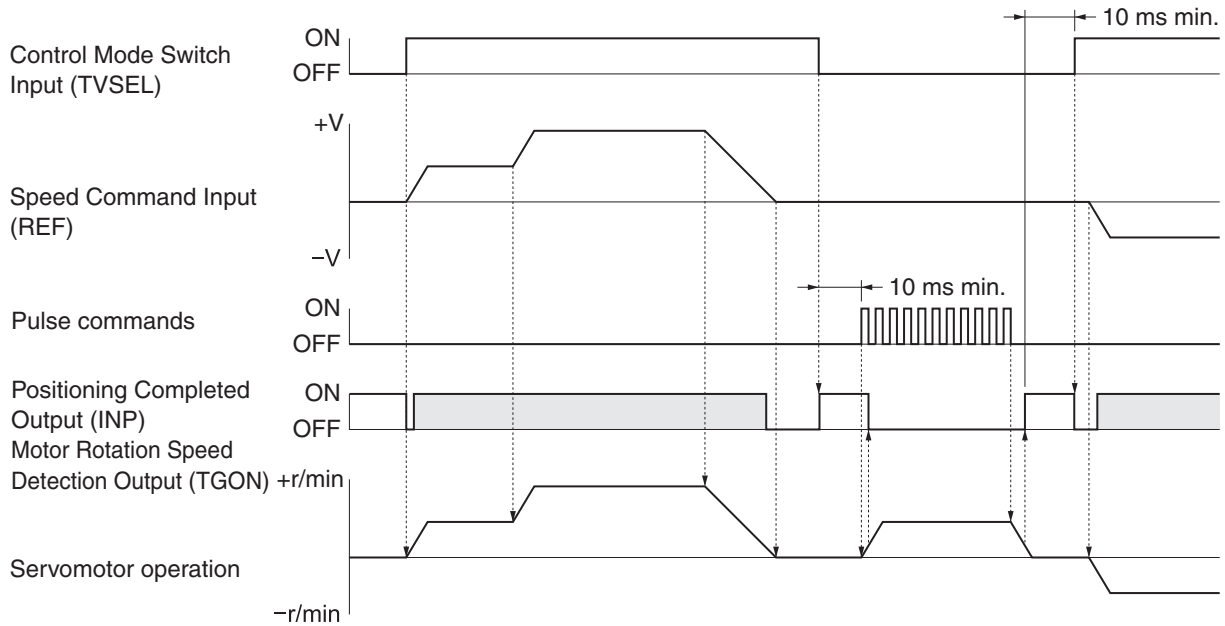 10 ms min.
ON
Control Mode Switch
Input (TVSEL)
OFF
+V
Speed Command Input
(REF)
−V
ON
10 ms min.
Pulse commands
OFF
Positioning Completed
ON
Output (INP)
OFF
Motor Rotation Speed
Detection Output (TGON)
+r/min
Servomotor operation
−r/min